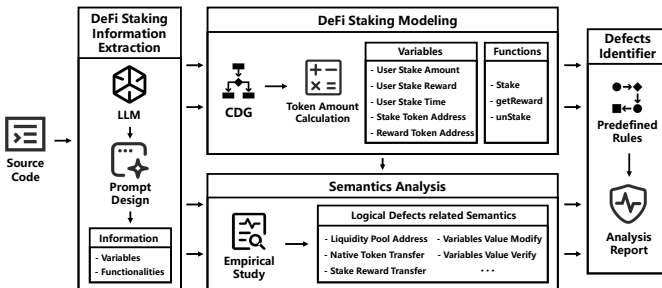 Source
Code
DeFi Staking
Information
Extraction
LLM
Prompt
Design
Information
- Variables
- Functionalities
DeFi Staking Modeling
CDG
Token Amount
Calculation
Variables
- User Stake Amount
- User Stake Reward
- User Stake Time
- Stake Token Address
- Reward Token Address
Functions
- Stake
- getReward
- unStake
Semantics Analysis
Empirical
Study
Logical Defects related Semantics
- Liquidity Pool Address
- Native Token Transfer
- Stake Reward Transfer
- Variables Value Modify
- Variables Value Verify
...
Defects
Identifier
Predefined
Rules
Analysis
Report